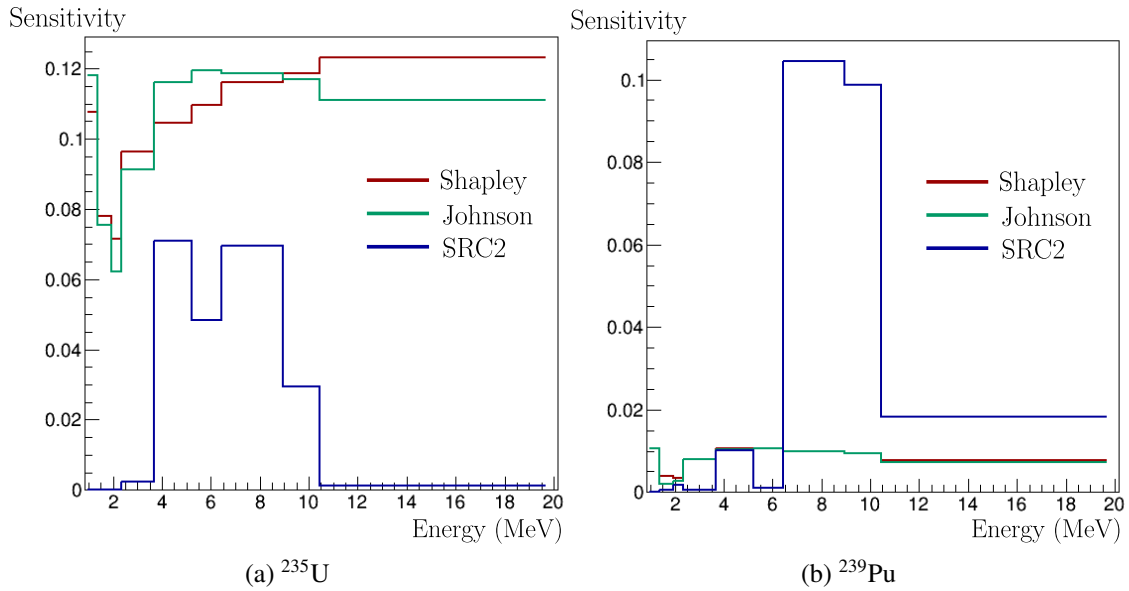 Sensitivity
0.12
0.1
0.08
0.06
0.04
0.02
0
2 4 6 8 10 12 14 16 18 20
Energy (MeV)
Shapley
Johnson
SRC2
(a) ²³⁵U
Sensitivity
0.1
0.08
0.06
0.04
0.02
0
2 4 6 8 10 12 14 16 18 20
Energy (MeV)
Shapley
Johnson
SRC2
(b) ²³⁹Pu